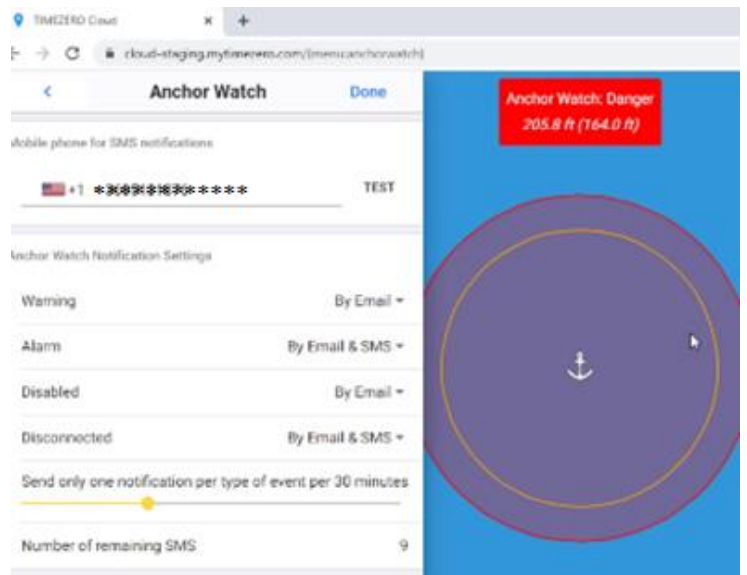 TIMEZERO Cloud
cloud-staging.mytimezero.com/(menu:anchorwatch)
Anchor Watch Done
Mobile phone for SMS notifications
+1 ************ TEST
Anchor Watch Notification Settings
Warning By Email
Alarm By Email & SMS
Disabled By Email
Disconnected By Email & SMS
Send only one notification per type of event per 30 minutes
Number of remaining SMS 9
Anchor Watch: Danger
205.8 ft (164.0 ft)